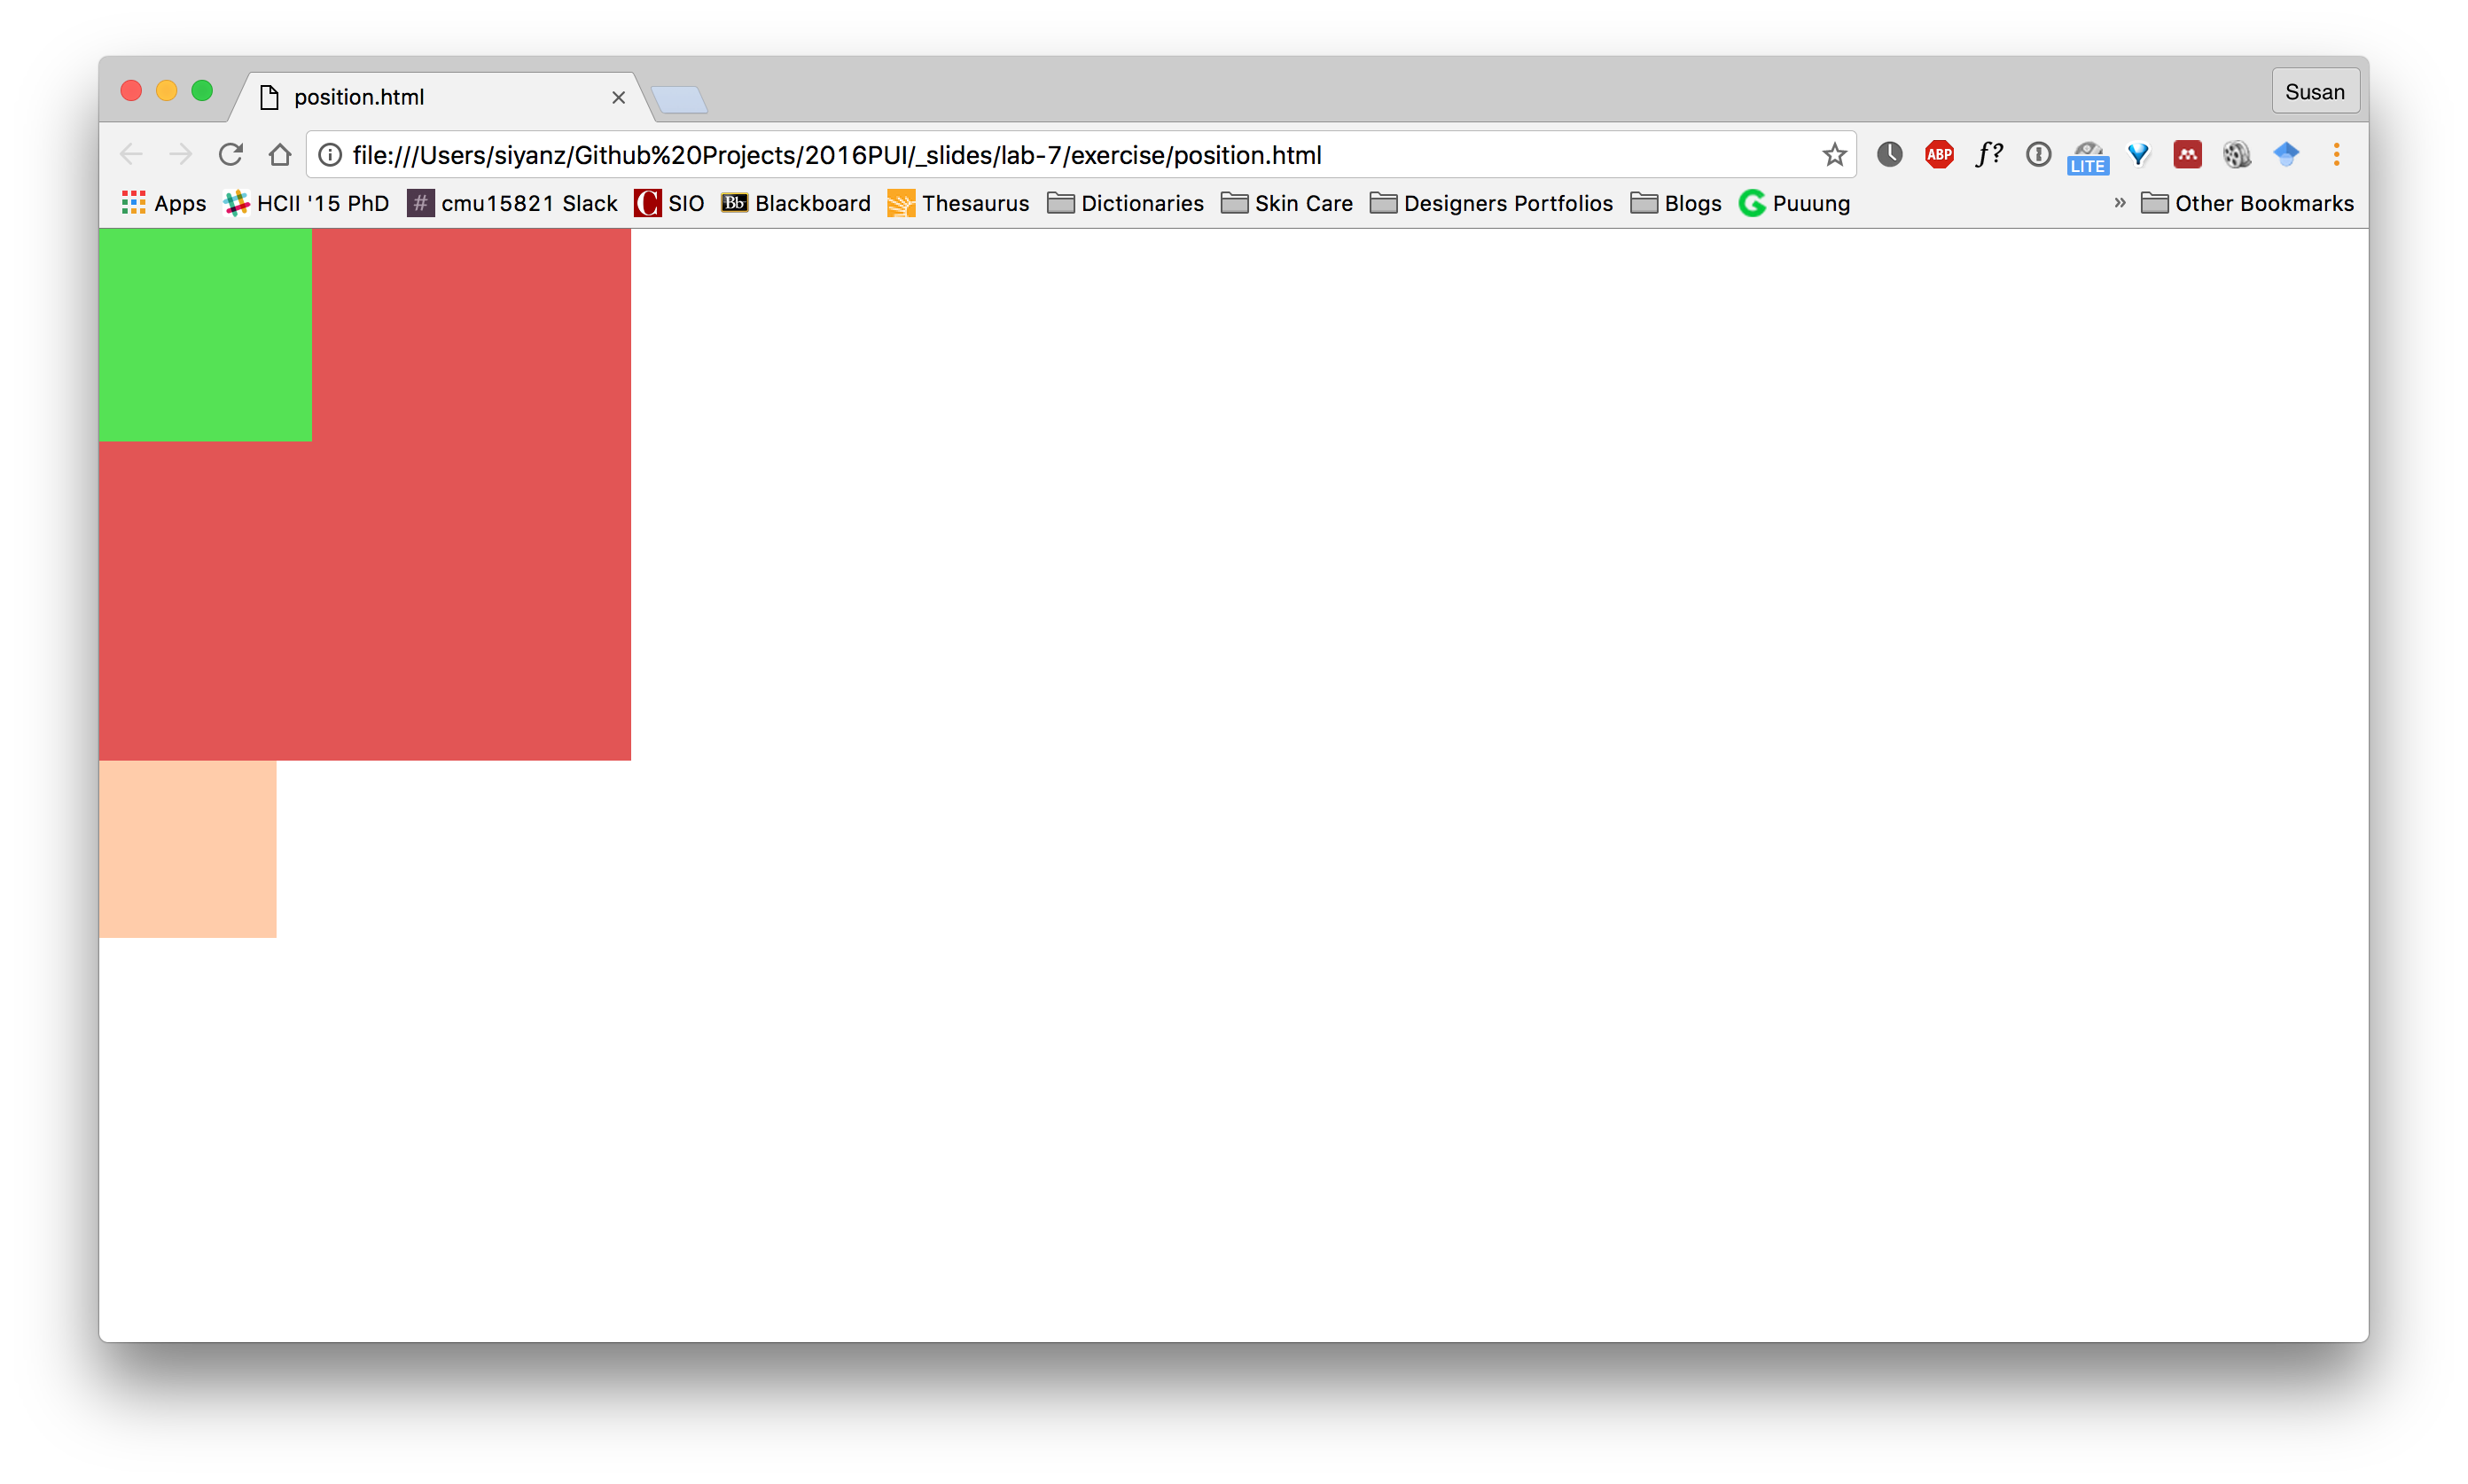 position.html
Susan
file:///Users/siyanz/Github%20Projects/2016PUI/_slides/lab-7/exercise/position.html
ABP f? LITE
Apps HCII '15 PhD # cmu15821 Slack C SIO Bb Blackboard Thesaurus Dictionaries Skin Care Designers Portfolios Blogs Puuung » Other Bookmarks